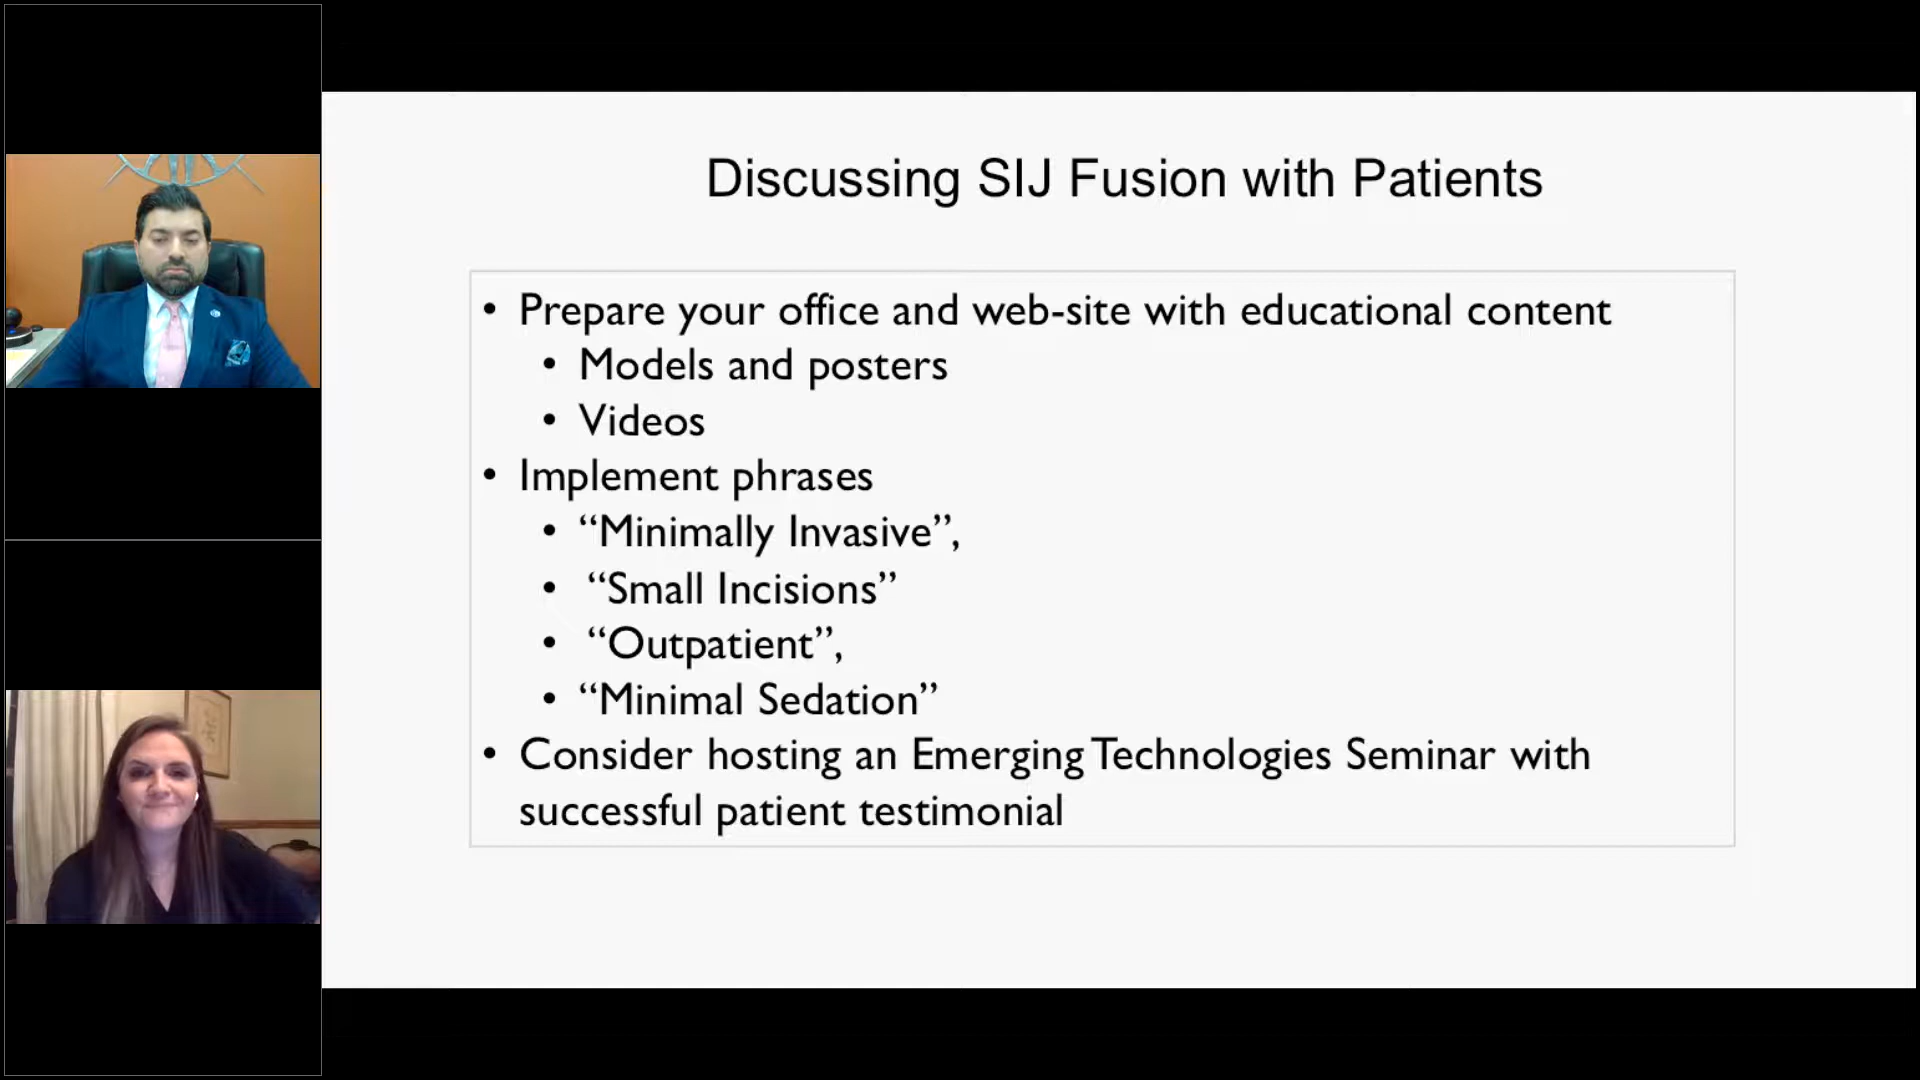 Discussing SIJ Fusion with Patients
• Prepare your office and web-site with educational content
• Models and posters
• Videos
• Implement phrases
• “Minimally Invasive”,
• “Small Incisions”
• “Outpatient”,
• “Minimal Sedation”
• Consider hosting an Emerging Technologies Seminar with
successful patient testimonial